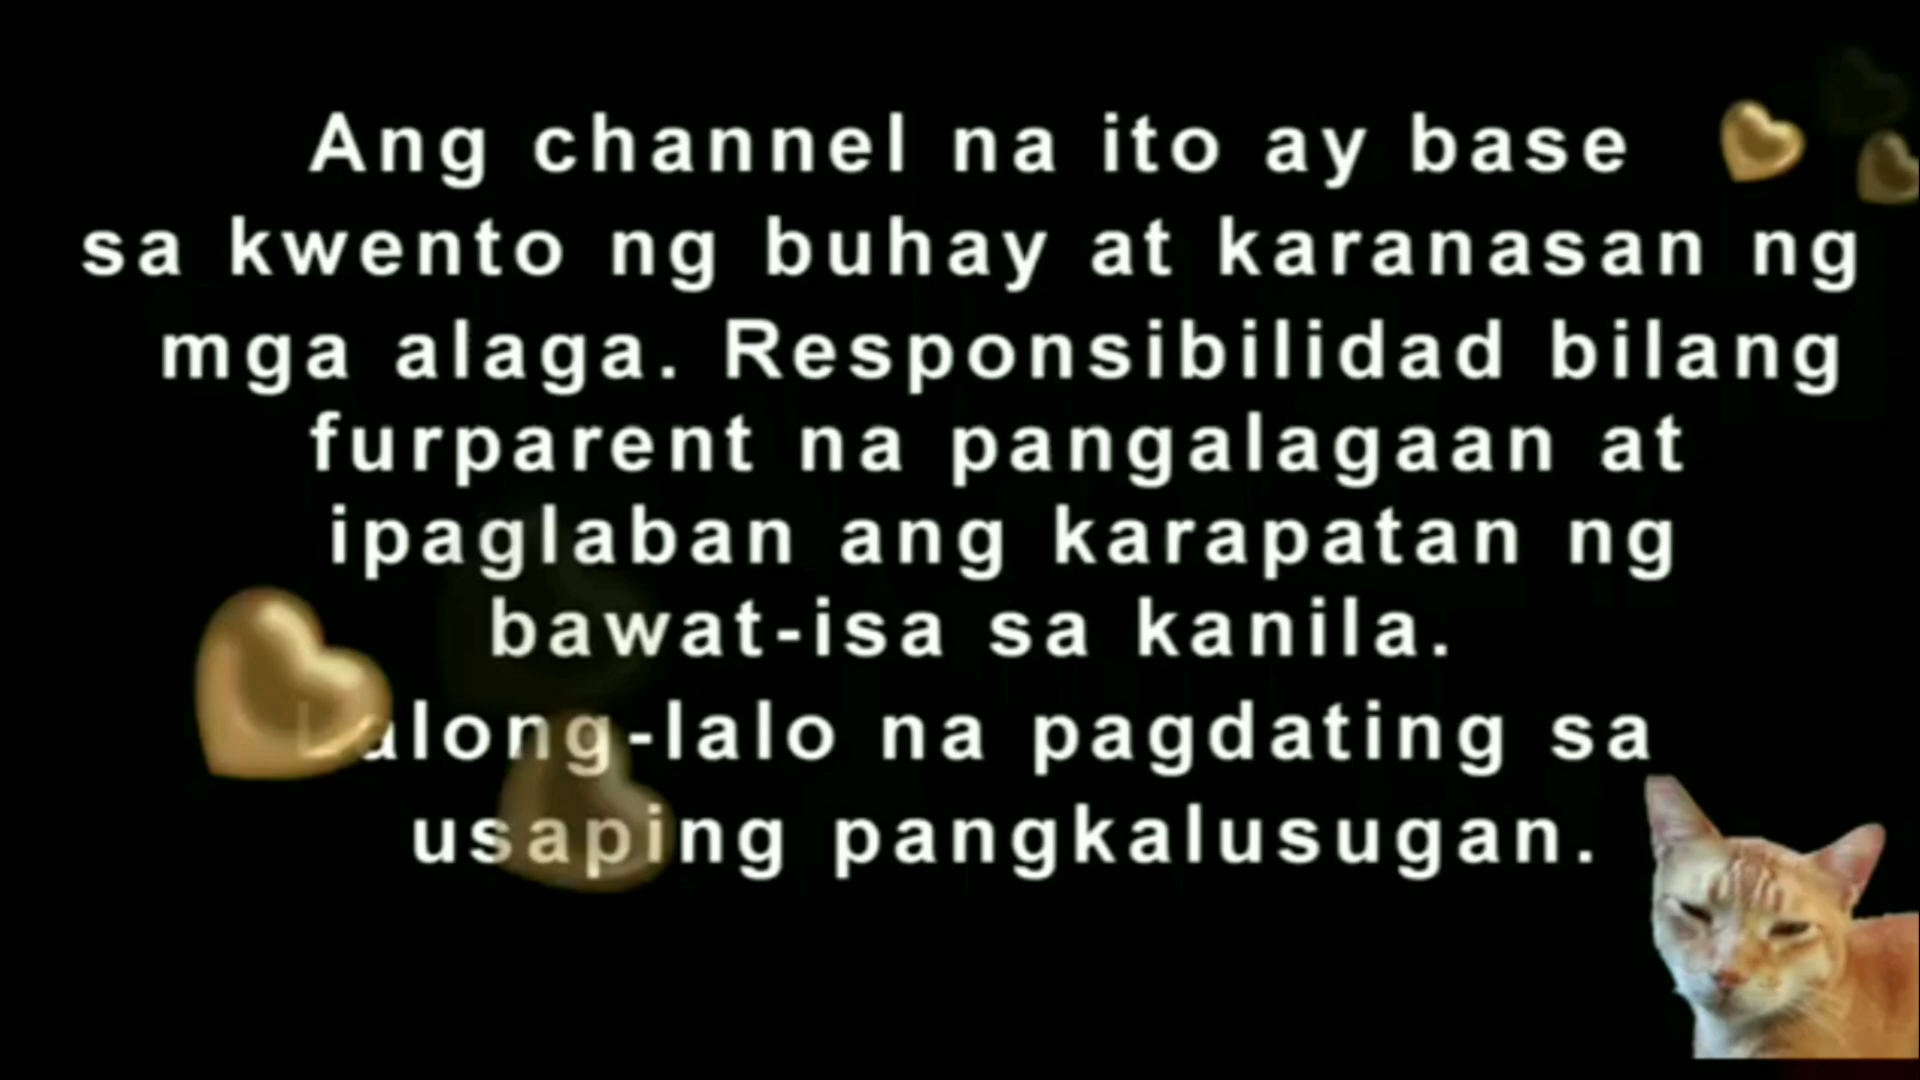 Ang channel na ito ay base
sa kwento ng buhay at karanasan ng
mga alaga. Responsibilidad bilang
furparent na pangalagaan at
ipaglaban ang karapatan ng
bawat-isa sa kanila.
Lalong-lalo na pagdating sa
usaping pangkalusugan.